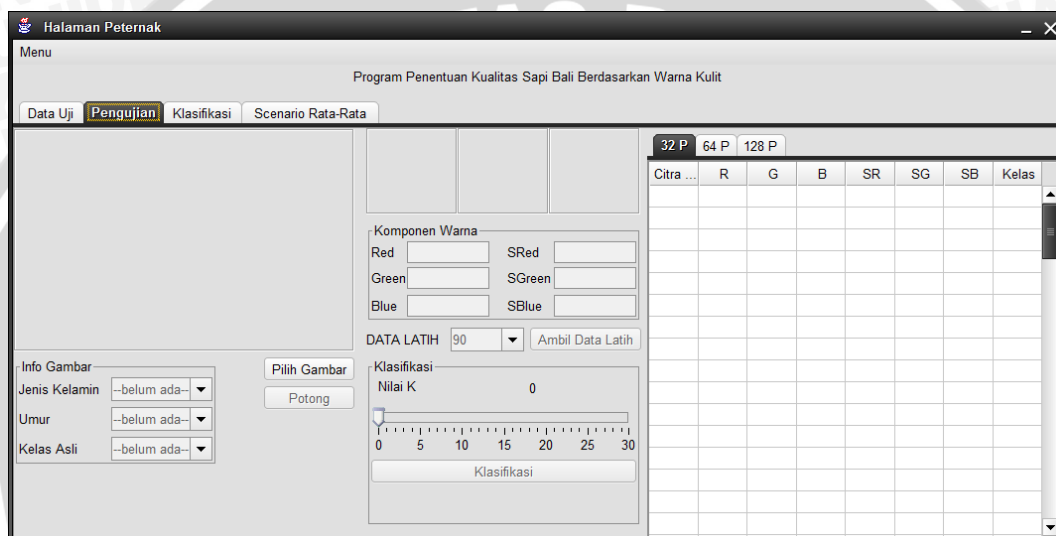 Halaman Peternak
Menu
Program Penentuan Kualitas Sapi Bali Berdasarkan Warna Kulit
Data Uji Pengujian Klasifikasi Scenario Rata-Rata
32 P 64 P 128 P
Citra ... R G B SR SG SB Kelas
Komponen Warna
Red SRed
Green SGreen
Blue SBlue
DATA LATIH 90 Ambil Data Latih
Info Gambar
Jenis Kelamin --belum ada--
Umur --belum ada--
Kelas Asli --belum ada--
Pilih Gambar
Potong
Klasifikasi
Nilai K 0
0 5 10 15 20 25 30
Klasifikasi